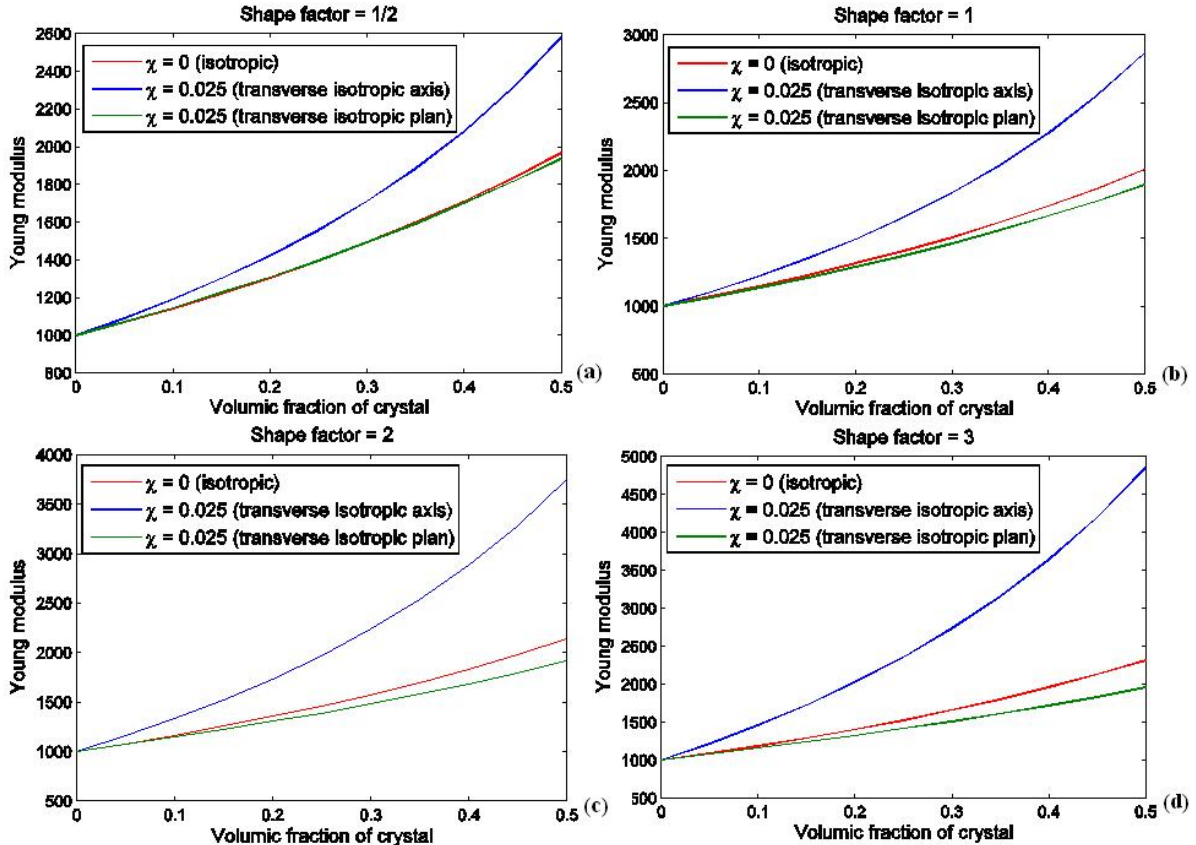 Shape factor = 1/2
2600
2400
2200
2000
1800
1600
1400
1200
1000
800
Young modulus
χ = 0 (isotropic)
χ = 0.025 (transverse isotropic axis)
χ = 0.025 (transverse isotropic plan)
0 0.1 0.2 0.3 0.4 0.5
Volumic fraction of crystal
(a)
Shape factor = 1
3000
2500
2000
1500
1000
500
Young modulus
χ = 0 (isotropic)
χ = 0.025 (transverse isotropic axis)
χ = 0.025 (transverse isotropic plan)
0 0.1 0.2 0.3 0.4 0.5
Volumic fraction of crystal
(b)
Shape factor = 2
4000
3500
3000
2500
2000
1500
1000
500
Young modulus
χ = 0 (isotropic)
χ = 0.025 (transverse isotropic axis)
χ = 0.025 (transverse isotropic plan)
0 0.1 0.2 0.3 0.4 0.5
Volumic fraction of crystal
(c)
Shape factor = 3
5000
4500
4000
3500
3000
2500
2000
1500
1000
500
Young modulus
χ = 0 (isotropic)
χ = 0.025 (transverse isotropic axis)
χ = 0.025 (transverse isotropic plan)
0 0.1 0.2 0.3 0.4 0.5
Volumic fraction of crystal
(d)